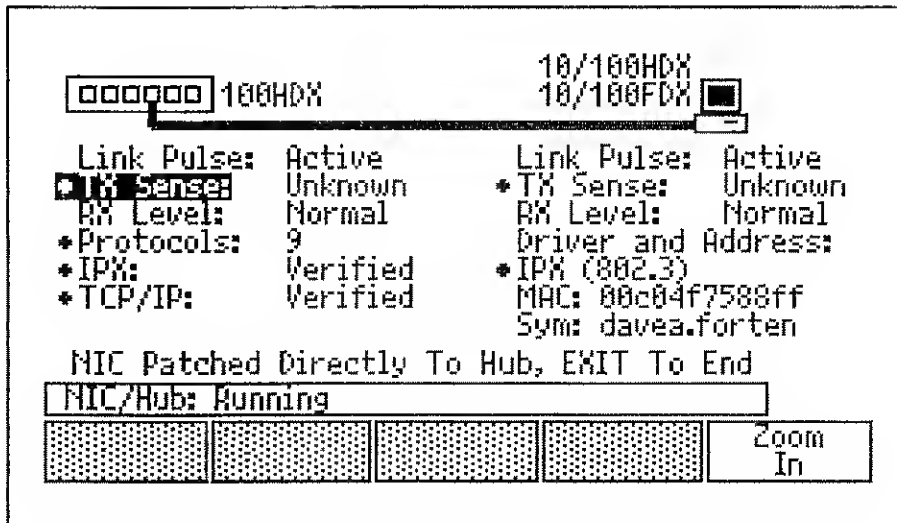 10/100HDX
100HDX 10/100FDX
Link Pulse: Active Link Pulse: Active
TX Sense: Unknown TX Sense: Unknown
RX Level: Normal RX Level: Normal
Protocols: 9 Driver and Address:
IPX: Verified IPX (802.3)
TCP/IP: Verified MAC: 00c04f7588ff
Sym: davea.forten
NIC Patched Directly To Hub, EXIT To End
NIC/Hub: Running
Zoom
In